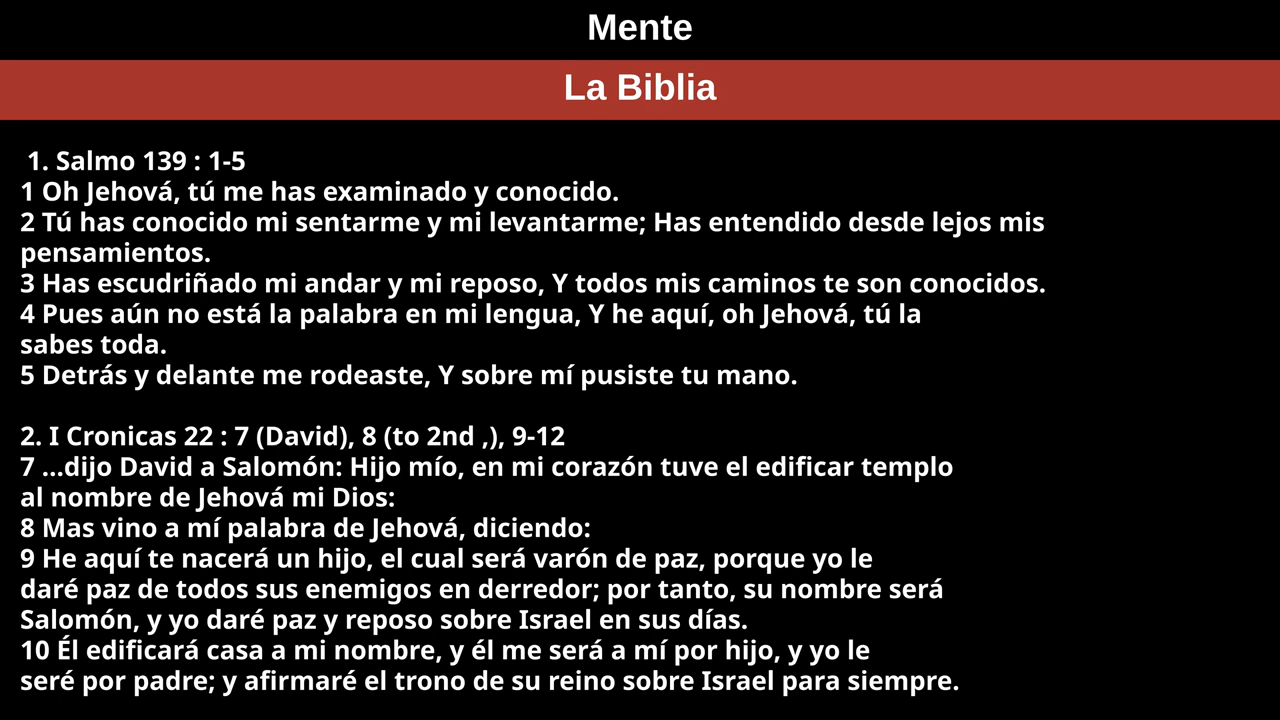 Mente
La Biblia
1. Salmo 139 : 1-5
1 Oh Jehová, tú me has examinado y conocido.
2 Tú has conocido mi sentarme y mi levantarme; Has entendido desde lejos mis
pensamientos.
3 Has escudriñado mi andar y mi reposo, Y todos mis caminos te son conocidos.
4 Pues aún no está la palabra en mi lengua, Y he aquí, oh Jehová, tú la
sabes toda.
5 Detrás y delante me rodeaste, Y sobre mí pusiste tu mano.
2. I Cronicas 22 : 7 (David), 8 (to 2nd ,), 9-12
7 ...dijo David a Salomón: Hijo mío, en mi corazón tuve el edificar templo
al nombre de Jehová mi Dios:
8 Mas vino a mí palabra de Jehová, diciendo:
9 He aquí te nacerá un hijo, el cual será varón de paz, porque yo le
daré paz de todos sus enemigos en derredor; por tanto, su nombre será
Salomón, y yo daré paz y reposo sobre Israel en sus días.
10 Él edificará casa a mi nombre, y él me será a mí por hijo, y yo le
seré por padre; y afirmaré el trono de su reino sobre Israel para siempre.